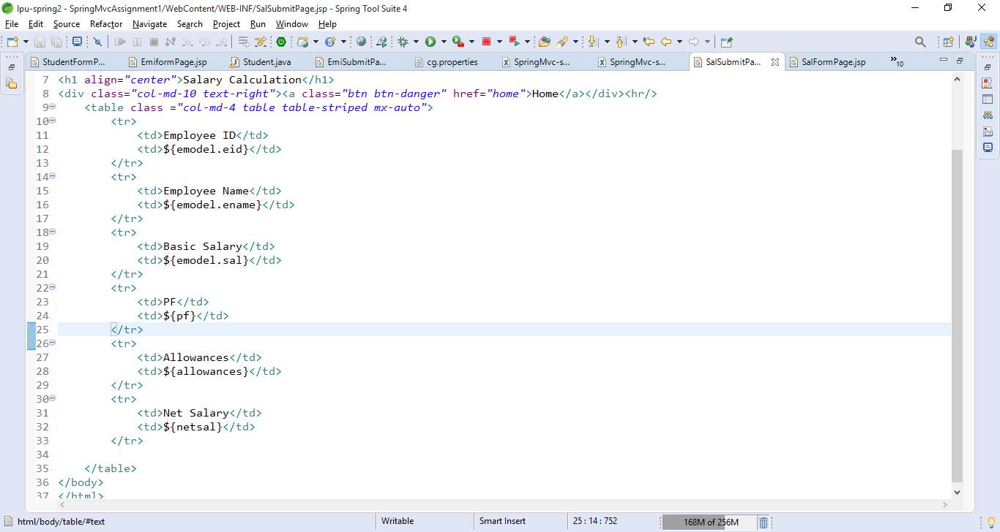 lpu-spring2 - SpringMvcAssignment1/WebContent/WEB-INF/SalSubmitPage.jsp - Spring Tool Suite 4
File Edit Source Refactor Navigate Search Project Run Window Help
StudentFormP... EmiformPage.jsp Student.java EmiSubmitPa... cg.properties SpringMvc-s... SpringMvc-s... SalSubmitPa... SalFormPage.jsp »10
7 <h1 align="center">Salary Calculation</h1>
8 <div class="col-md-10 text-right"><a class="btn btn-danger" href="home">Home</a></div><hr/>
9 <table class ="col-md-4 table table-striped mx-auto">
10 <tr>
11 <td>Employee ID</td>
12 <td>${emodel.eid}</td>
13 </tr>
14 <tr>
15 <td>Employee Name</td>
16 <td>${emodel.ename}</td>
17 </tr>
18 <tr>
19 <td>Basic Salary</td>
20 <td>${emodel.sal}</td>
21 </tr>
22 <tr>
23 <td>PF</td>
24 <td>${pf}</td>
25 </tr>
26 <tr>
27 <td>Allowances</td>
28 <td>${allowances}</td>
29 </tr>
30 <tr>
31 <td>Net Salary</td>
32 <td>${netsal}</td>
33 </tr>
34
35 </table>
36 </body>
37 </html>
html/body/table/#text Writable Smart Insert 25 : 14 : 752 168M of 256M